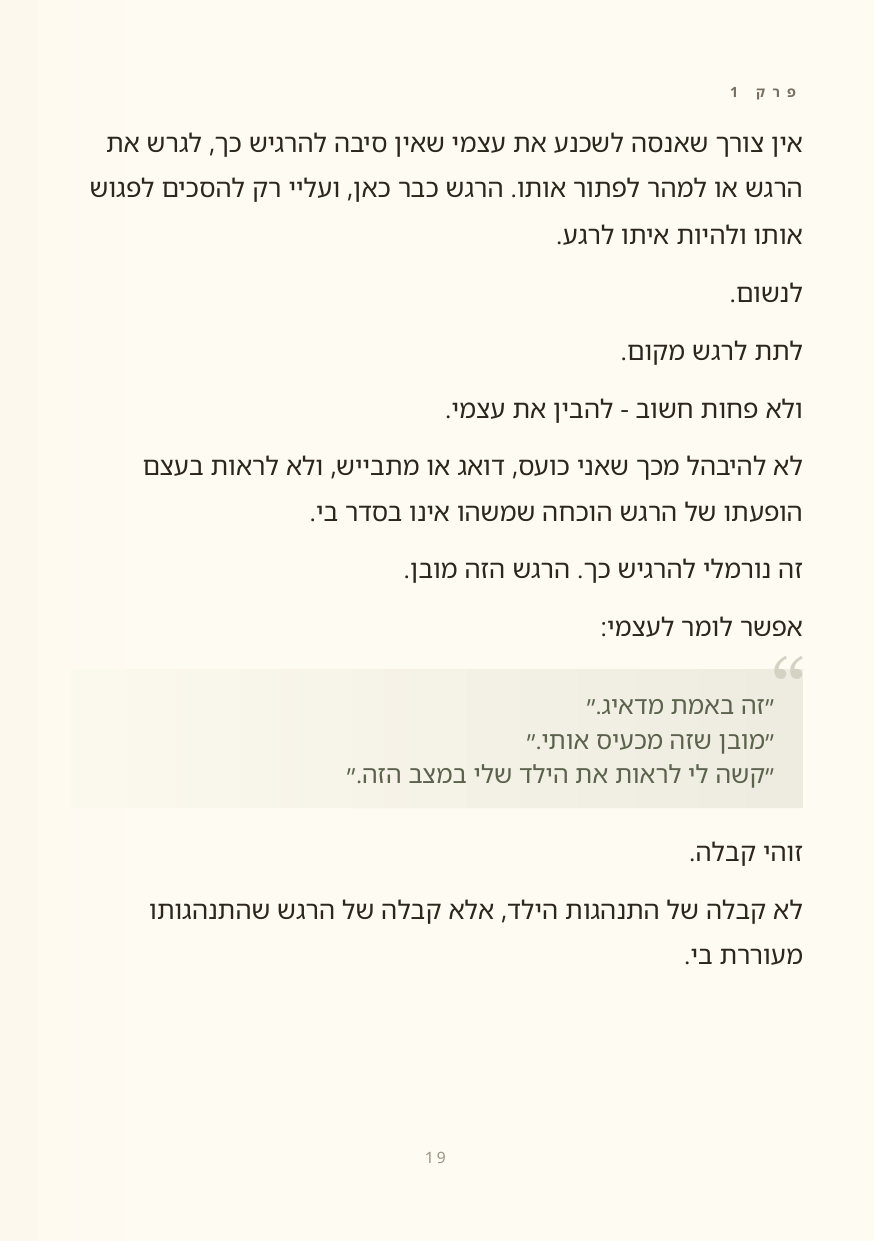 פרק 1
אין צורך שאנסה לשכנע את עצמי שאין סיבה להרגיש כך, לגרש את
הרגש או למהר לפתור אותו. הרגש כבר כאן, ועליי רק להסכים לפגוש
אותו ולהיות איתו לרגע.
לנשום.
לתת לרגש מקום.
ולא פחות חשוב - להבין את עצמי.
לא להיבהל מכך שאני כועס, דואג או מתבייש, ולא לראות בעצם
הופעתו של הרגש הוכחה שמשהו אינו בסדר בי.
זה נורמלי להרגיש כך. הרגש הזה מובן.
אפשר לומר לעצמי:
“
״זה באמת מדאיג.״
״מובן שזה מכעיס אותי.״
״קשה לי לראות את הילד שלי במצב הזה.״
זוהי קבלה.
לא קבלה של התנהגות הילד, אלא קבלה של הרגש שהתנהגותו
מעוררת בי.
19